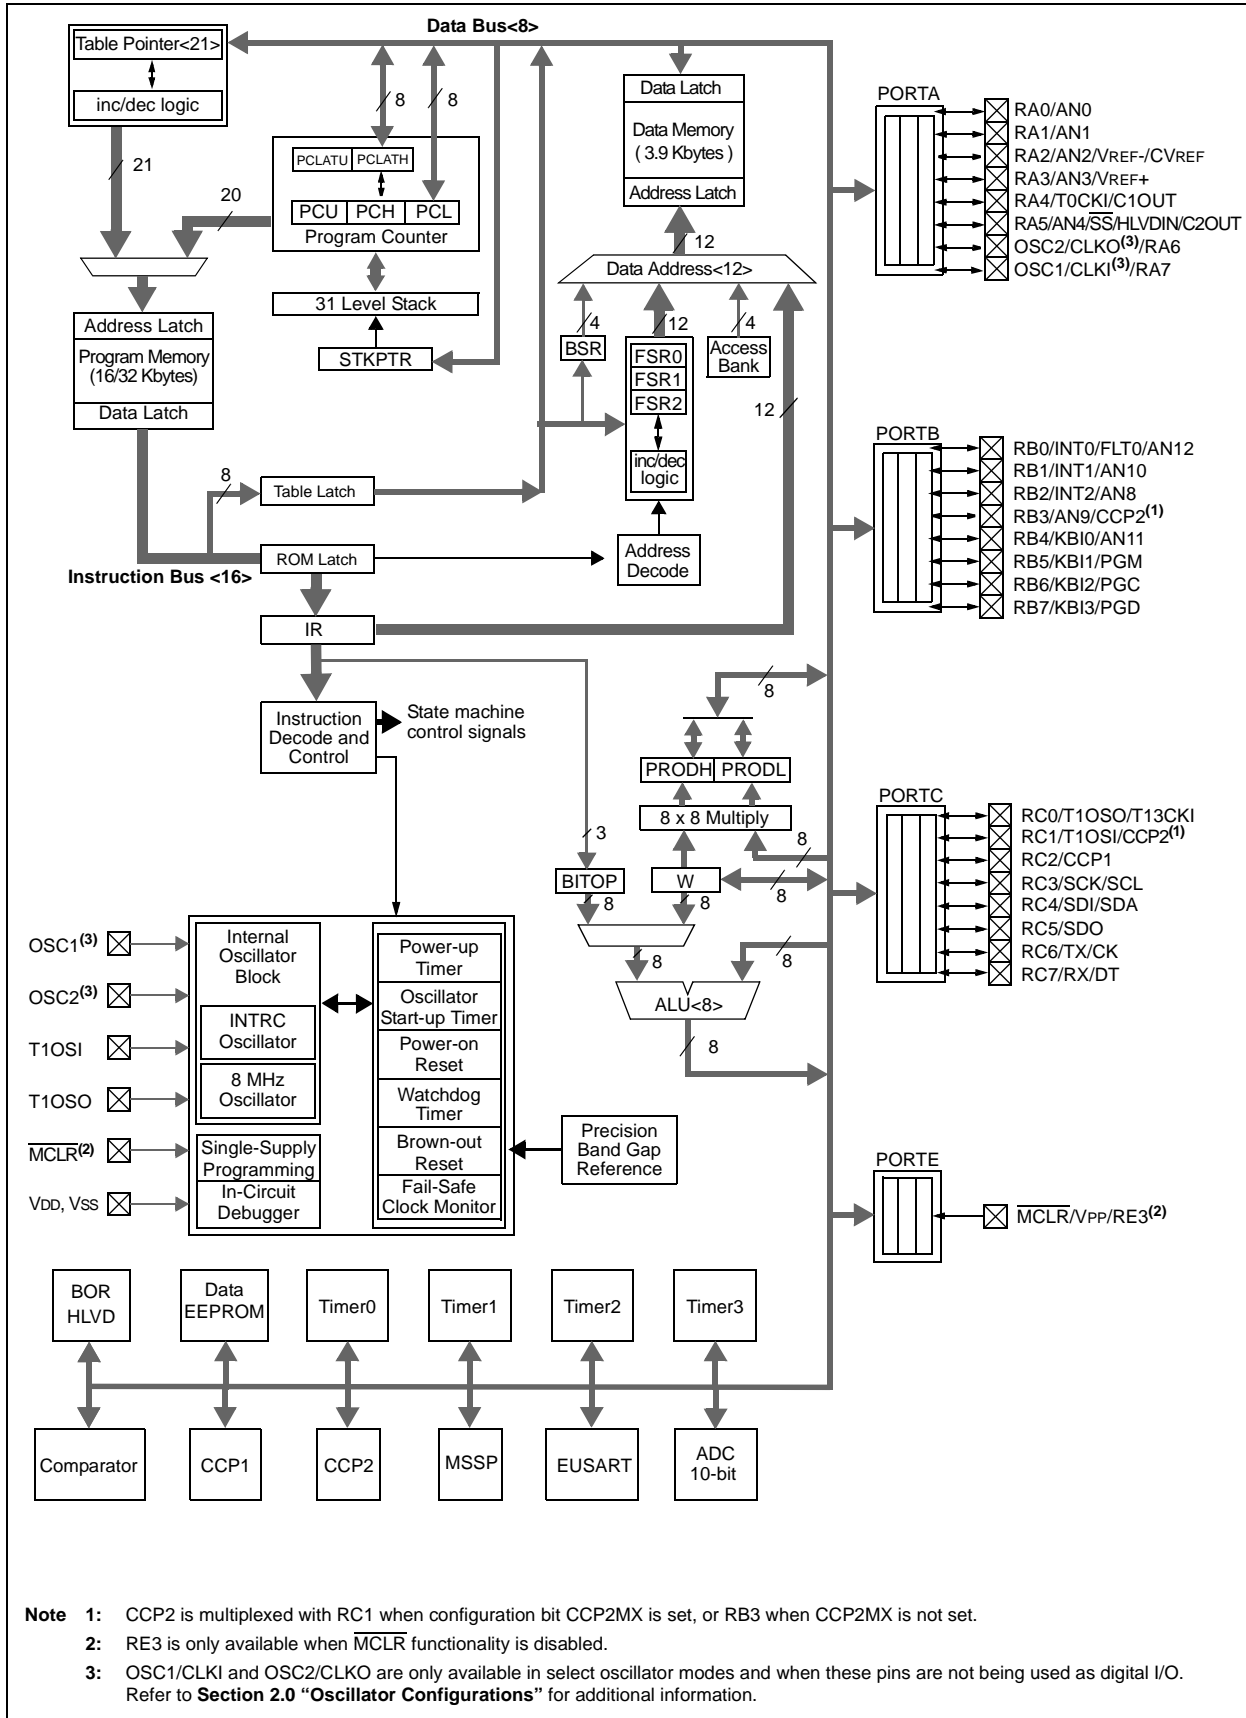 Data Bus<8>
Table Pointer<21>
inc/dec logic
21
20
8
8
PCLATU PCLATH
PCU PCH PCL
Program Counter
31 Level Stack
STKPTR
Data Latch
Data Memory
( 3.9 Kbytes )
Address Latch
12
Data Address<12>
4
12
4
BSR
FSR0
FSR1
FSR2
inc/dec
logic
Access
Bank
12
Address Latch
Program Memory
(16/32 Kbytes)
Data Latch
8
Table Latch
ROM Latch
Instruction Bus <16>
IR
Address
Decode
Instruction
Decode and
Control
State machine
control signals
8
PRODH PRODL
8 x 8 Multiply
3
8
BITOP
W
8
8
8
8
8
ALU<8>
8
PORTA
RA0/AN0
RA1/AN1
RA2/AN2/VREF-/CVREF
RA3/AN3/VREF+
RA4/T0CKI/C1OUT
RA5/AN4/SS/HLVDIN/C2OUT
OSC2/CLKO(3)/RA6
OSC1/CLKI(3)/RA7
PORTB
RB0/INT0/FLT0/AN12
RB1/INT1/AN10
RB2/INT2/AN8
RB3/AN9/CCP2(1)
RB4/KBI0/AN11
RB5/KBI1/PGM
RB6/KBI2/PGC
RB7/KBI3/PGD
PORTC
RC0/T1OSO/T13CKI
RC1/T1OSI/CCP2(1)
RC2/CCP1
RC3/SCK/SCL
RC4/SDI/SDA
RC5/SDO
RC6/TX/CK
RC7/RX/DT
PORTE
MCLR/VPP/RE3(2)
OSC1(3)
OSC2(3)
T1OSI
T1OSO
MCLR(2)
VDD, VSS
Internal
Oscillator
Block
INTRC
Oscillator
8 MHz
Oscillator
Single-Supply
Programming
In-Circuit
Debugger
Power-up
Timer
Oscillator
Start-up Timer
Power-on
Reset
Watchdog
Timer
Brown-out
Reset
Fail-Safe
Clock Monitor
Precision
Band Gap
Reference
BOR
HLVD
Data
EEPROM
Timer0
Timer1
Timer2
Timer3
Comparator
CCP1
CCP2
MSSP
EUSART
ADC
10-bit
Note 1: CCP2 is multiplexed with RC1 when configuration bit CCP2MX is set, or RB3 when CCP2MX is not set.
2: RE3 is only available when MCLR functionality is disabled.
3: OSC1/CLKI and OSC2/CLKO are only available in select oscillator modes and when these pins are not being used as digital I/O.
Refer to Section 2.0 “Oscillator Configurations” for additional information.